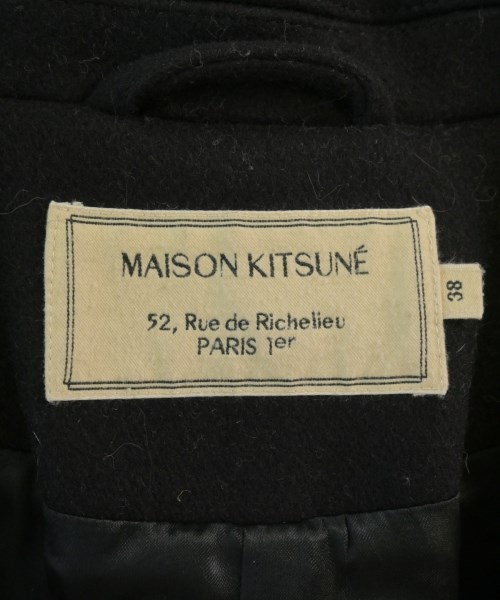 MAISON KITSUNÉ
52, Rue de Richelieu
PARIS 1er
38